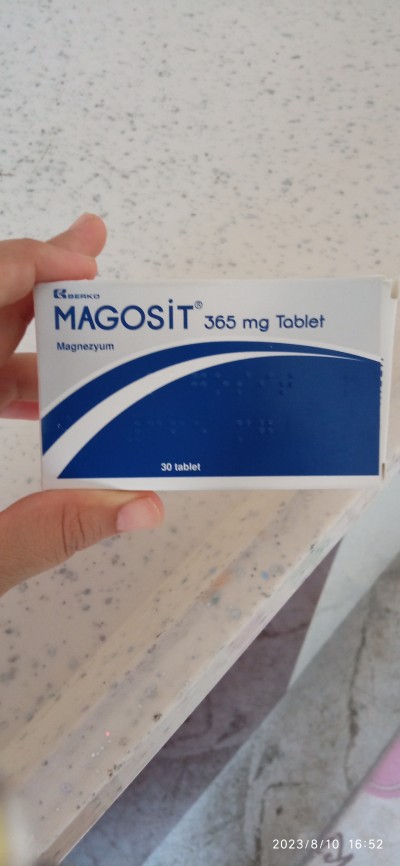 BERKO
MAGOSİT® 365 mg Tablet
Magnezyum
30 tablet
2023/8/10 16:52